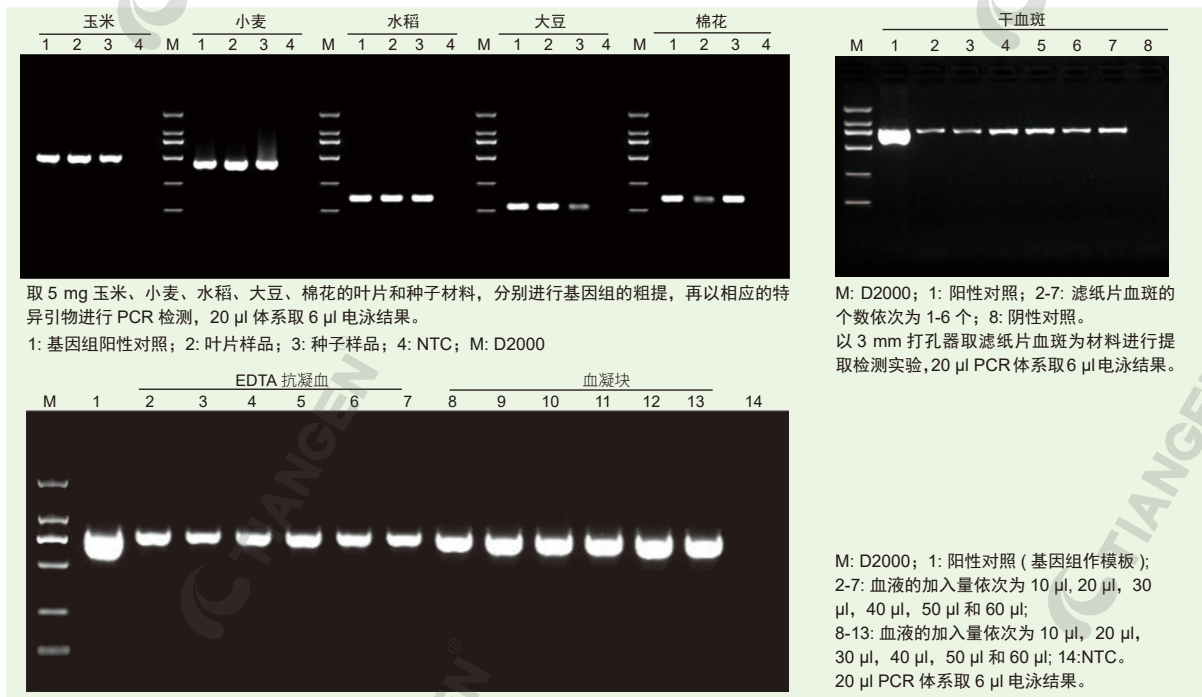 玉米 小麦 水稻 大豆 棉花
1 2 3 4 M 1 2 3 4 M 1 2 3 4 M 1 2 3 4 M 1 2 3 4
取 5 mg 玉米、小麦、水稻、大豆、棉花的叶片和种子材料，分别进行基因组的粗提，再以相应的特
异引物进行 PCR 检测，20 μl 体系取 6 μl 电泳结果。
1: 基因组阳性对照；2: 叶片样品；3: 种子样品；4: NTC；M: D2000
干血斑
M 1 2 3 4 5 6 7 8
M: D2000；1: 阳性对照；2-7: 滤纸片血斑的
个数依次为 1-6 个；8: 阴性对照。
以 3 mm 打孔器取滤纸片血斑为材料进行提
取检测实验，20 μl PCR体系取6 μl电泳结果。
EDTA 抗凝血 血凝块
M 1 2 3 4 5 6 7 8 9 10 11 12 13 14
M: D2000；1: 阳性对照 ( 基因组作模板 );
2-7: 血液的加入量依次为 10 μl, 20 μl，30
μl，40 μl，50 μl 和 60 μl;
8-13: 血液的加入量依次为 10 μl，20 μl，
30 μl，40 μl，50 μl 和 60 μl; 14:NTC。
20 μl PCR 体系取 6 μl 电泳结果。
TIANGEN
TIANGEN